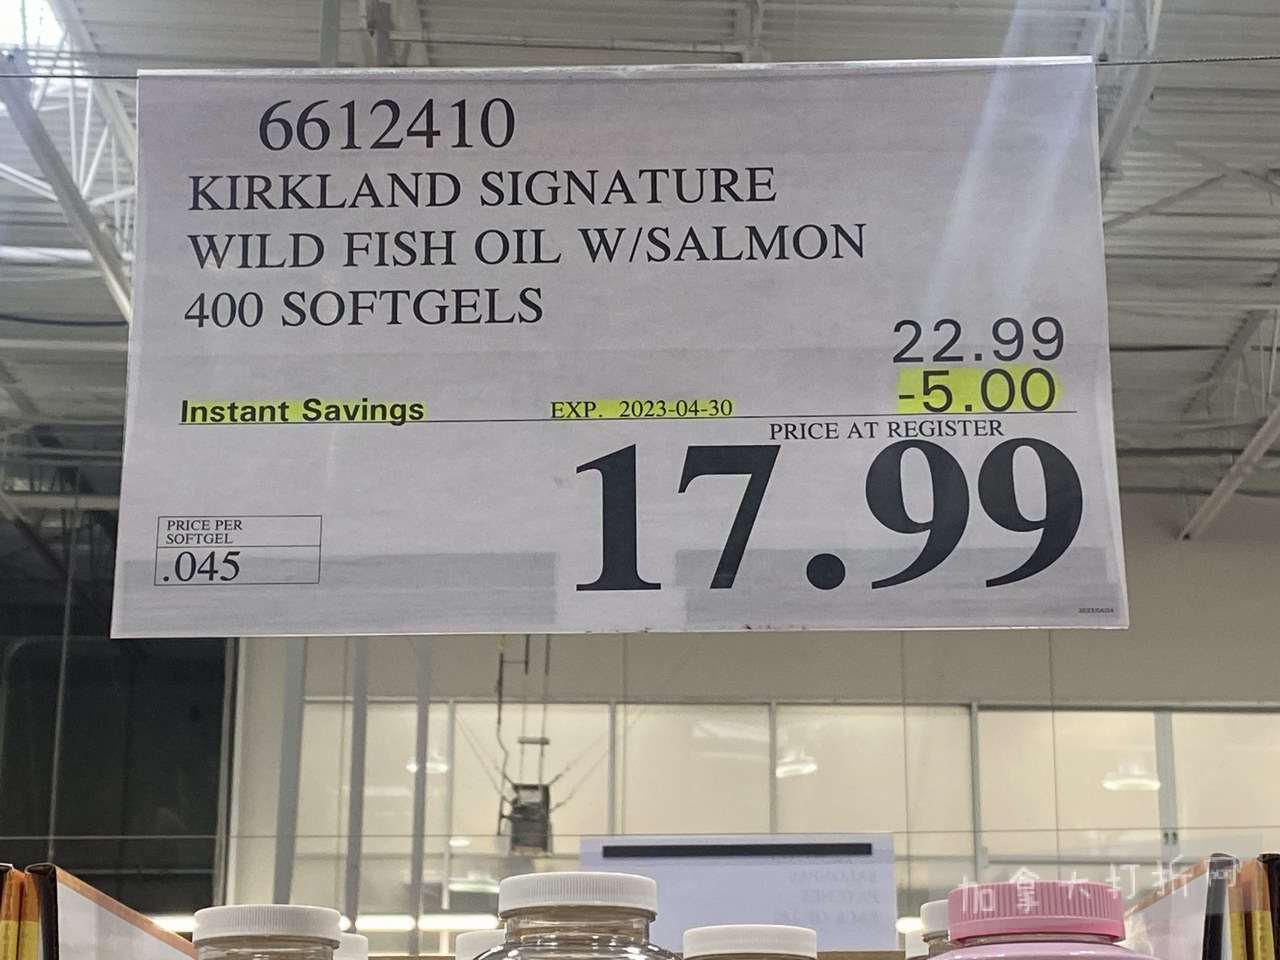 6612410
KIRKLAND SIGNATURE
WILD FISH OIL W/SALMON
400 SOFTGELS
22.99
Instant Savings EXP. 2023-04-30 -5.00
PRICE AT REGISTER
17.99
PRICE PER
SOFTGEL
.045
加拿大打折网